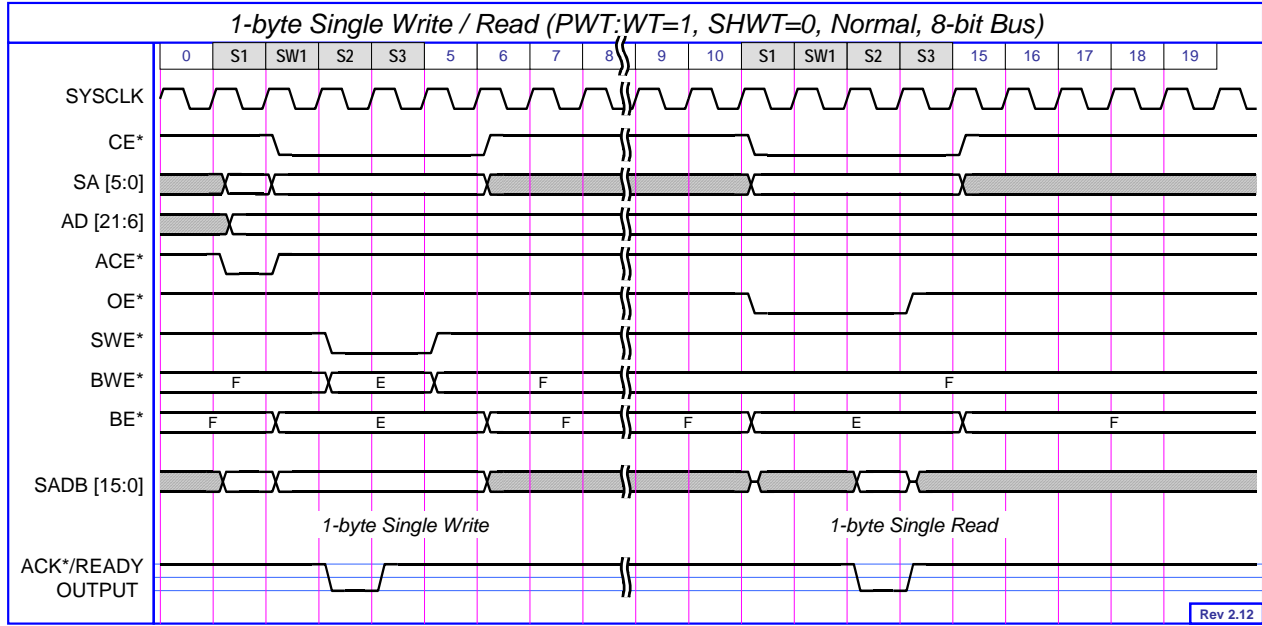 1-byte Single Write / Read (PWT:WT=1, SHWT=0, Normal, 8-bit Bus)
0 S1 SW1 S2 S3 5 6 7 8 9 10 S1 SW1 S2 S3 15 16 17 18 19
SYSCLK
CE*
SA [5:0]
AD [21:6]
ACE*
OE*
SWE*
BWE* F E F F
BE* F E F F E F
SADB [15:0]
1-byte Single Write 1-byte Single Read
ACK*/READY
OUTPUT
Rev 2.12